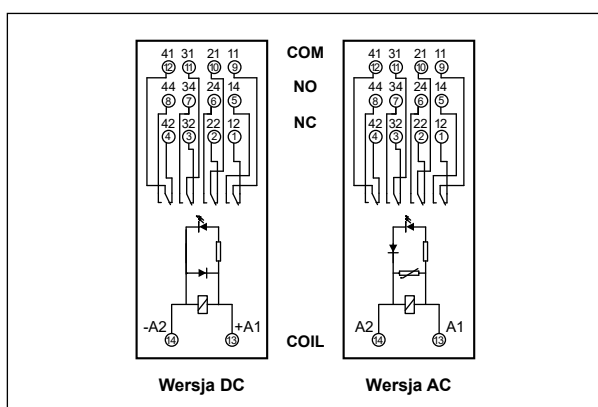 41 31 21 11 COM 41 31 21 11
12 11 10 9 12 11 10 9
44 34 24 14 NO 44 34 24 14
8 7 6 5 8 7 6 5
42 32 22 12 NC 42 32 22 12
4 3 2 1 4 3 2 1
-A2 +A1 COIL A2 A1
14 13 14 13
Wersja DC Wersja AC